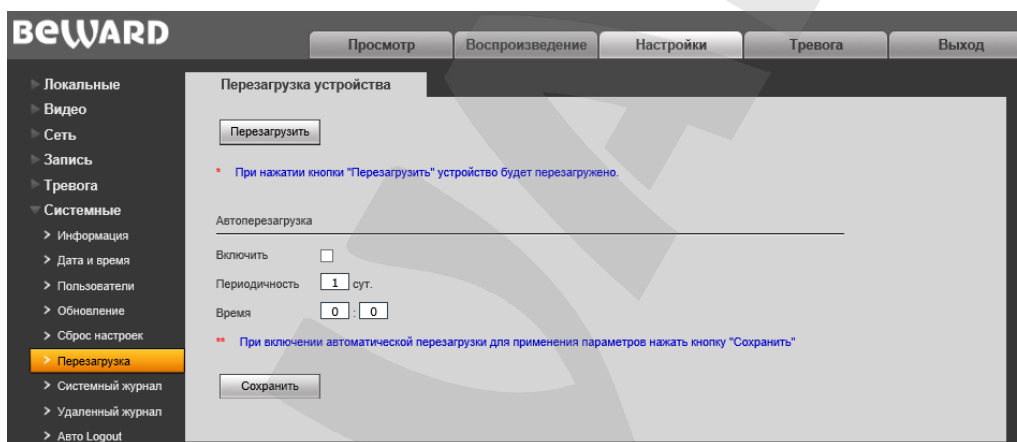 BEWARD
Просмотр
Воспроизведение
Настройки
Тревога
Выход
Локальные
Видео
Сеть
Запись
Тревога
Системные
Информация
Дата и время
Пользователи
Обновление
Сброс настроек
Перезагрузка
Системный журнал
Удаленный журнал
Авто Logout
Перезагрузка устройства
Перезагрузить
* При нажатии кнопки "Перезагрузить" устройство будет перезагружено.
Автоперезагрузка
Включить
Периодичность 1 сут.
Время 0 : 0
** При включении автоматической перезагрузки для применения параметров нажать кнопку "Сохранить"
Сохранить